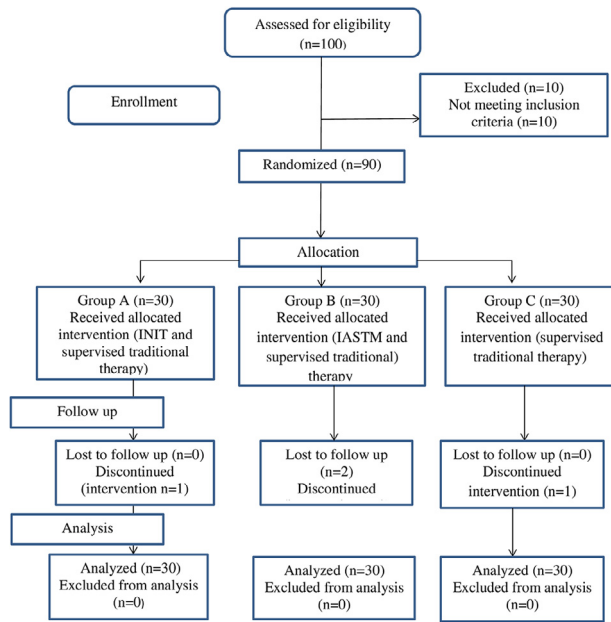 Assessed for eligibility
(n=100)
Enrollment
Excluded (n=10)
Not meeting inclusion
criteria (n=10)
Randomized (n=90)
Allocation
Group A (n=30)
Received allocated
intervention (INIT and
supervised traditional
therapy)
Group B (n=30)
Received allocated
intervention (IASTM and
supervised traditional)
therapy
Group C (n=30)
Received allocated
intervention (supervised
traditional therapy)
Follow up
Lost to follow up (n=0)
Discontinued
(intervention n=1)
Lost to follow up
(n=2)
Discontinued
Lost to follow up (n=0)
Discontinued
intervention (n=1)
Analysis
Analyzed (n=30)
Excluded from analysis
(n=0)
Analyzed (n=30)
Excluded from analysis
(n=0)
Analyzed (n=30)
Excluded from analysis
(n=0)